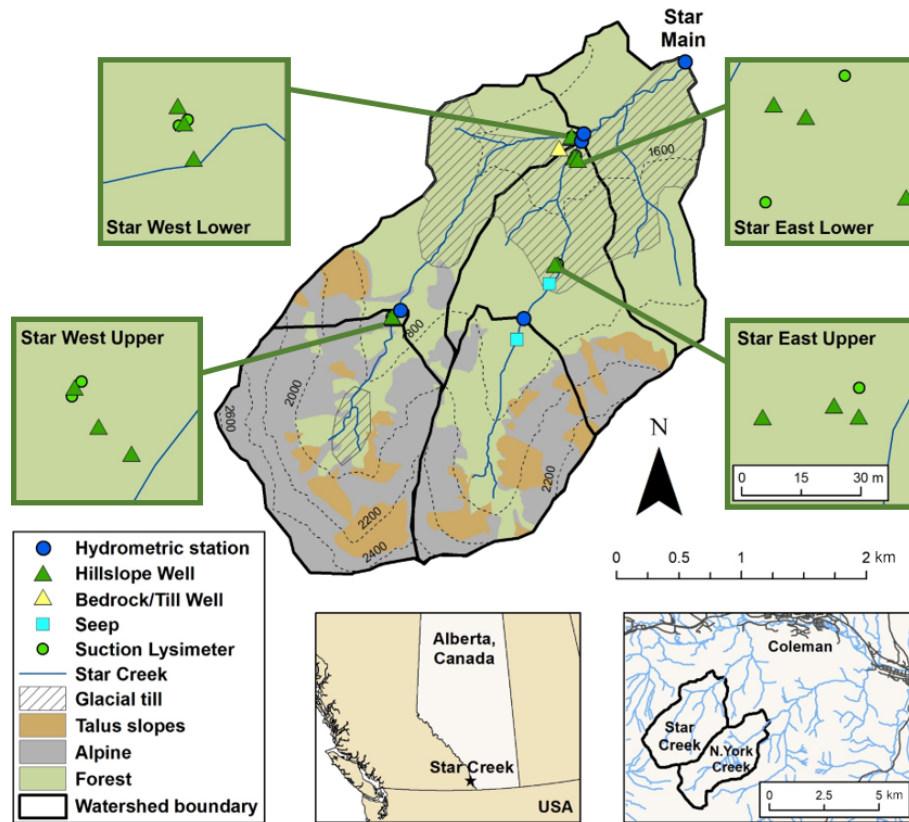 Star
Main
Star West Lower
Star East Lower
1600
Star West Upper
Star East Upper
1800
2000
2600
2200
2400
2200
N
0 15 30 m
0 0.5 1 2 km
Hydrometric station
Hillslope Well
Bedrock/Till Well
Seep
Suction Lysimeter
Star Creek
Glacial till
Talus slopes
Alpine
Forest
Watershed boundary
Alberta,
Canada
Star Creek
USA
Coleman
Star
Creek
N.York
Creek
0 2.5 5 km